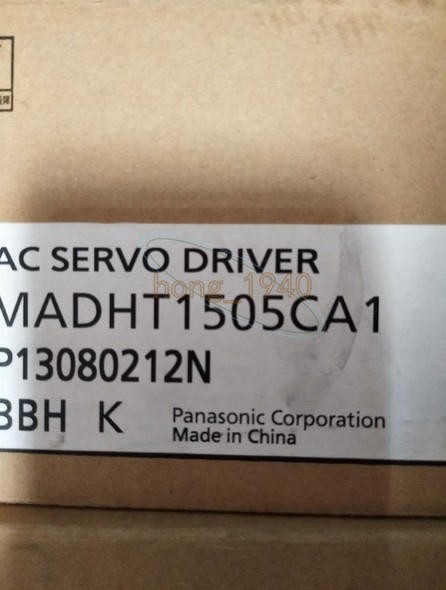 AC SERVO DRIVER
hong_1940
MADHT1505CA1
P13080212N
BBH K
Panasonic Corporation
Made in China